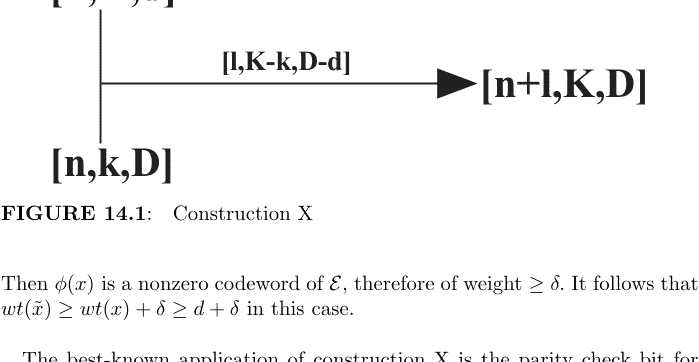 [l,K-k,D-d]
[n+l,K,D]
[n,k,D]
FIGURE 14.1: Construction X
Then ϕ(x) is a nonzero codeword of ℰ, therefore of weight ≥ δ. It follows that
wt(x̃) ≥ wt(x) + δ ≥ d + δ in this case.
The best-known application of construction X is the parity check bit for